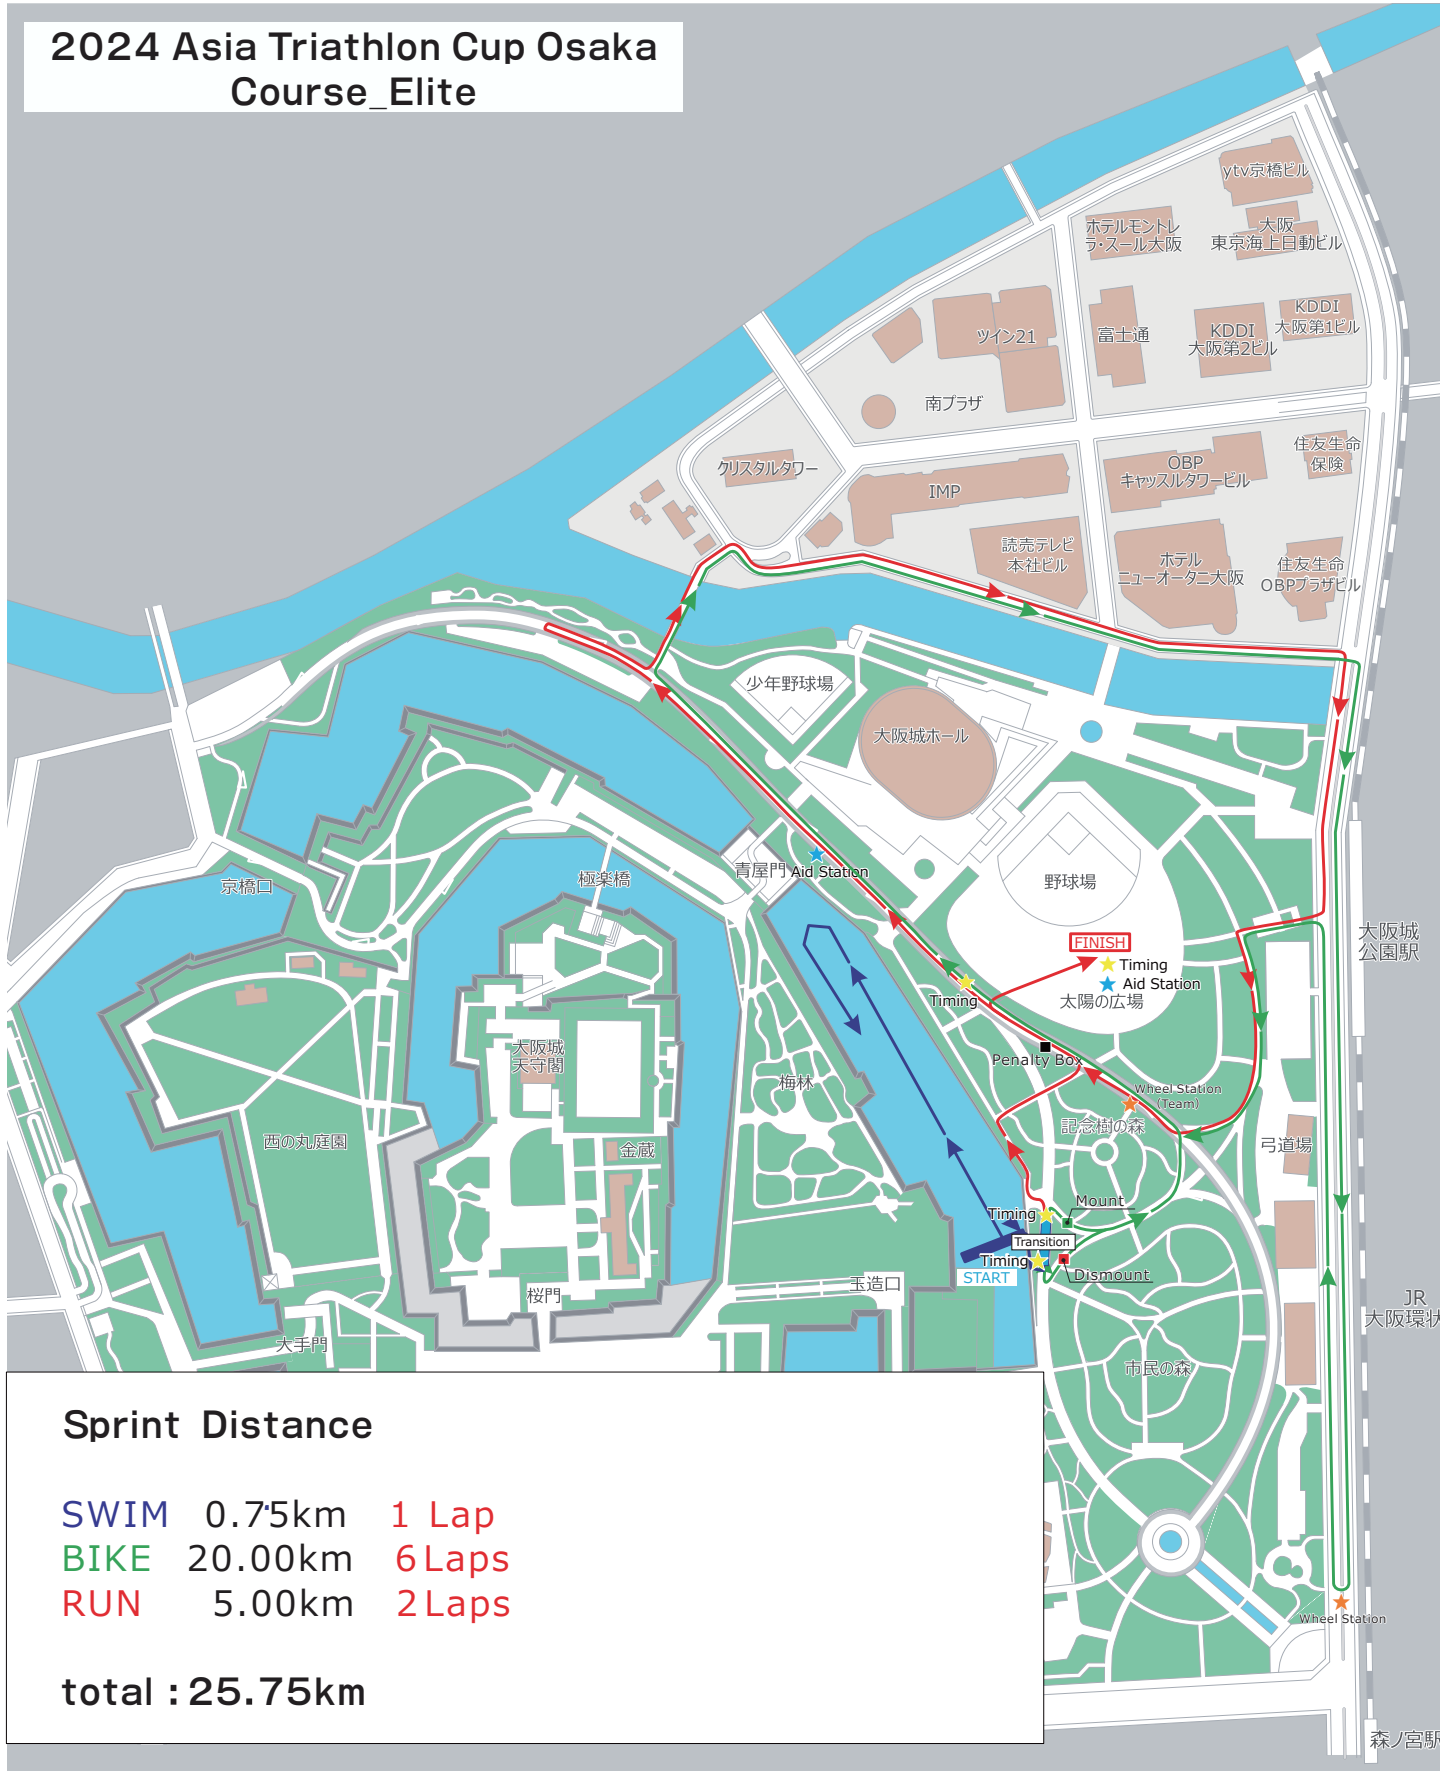 2024 Asia Triathlon Cup Osaka
Course_Elite
ytv京橋ビル
ホテルモントレ
ラ・スール大阪
大阪
東京海上日動ビル
KDDI
大阪第1ビル
KDDI
大阪第2ビル
富士通
ツイン21
南プラザ
クリスタルタワー
IMP
OBP
キャッスルタワービル
住友生命
保険
読売テレビ
本社ビル
ホテル
ニューオータニ大阪
住友生命
OBPプラザビル
少年野球場
大阪城ホール
京橋口
極楽橋
青屋門
Aid Station
野球場
FINISH
Timing
Aid Station
太陽の広場
大阪城
公園駅
Timing
Penalty Box
Wheel Station
(Team)
大阪城
天守閣
梅林
記念樹の森
西の丸庭園
金蔵
弓道場
Timing
Mount
Transition
Timing
START
Dismount
玉造口
桜門
大手門
JR
大阪環状
市民の森
Wheel Station
森ノ宮駅
Sprint Distance
SWIM 0.75km 1 Lap
BIKE 20.00km 6 Laps
RUN 5.00km 2 Laps
total : 25.75km